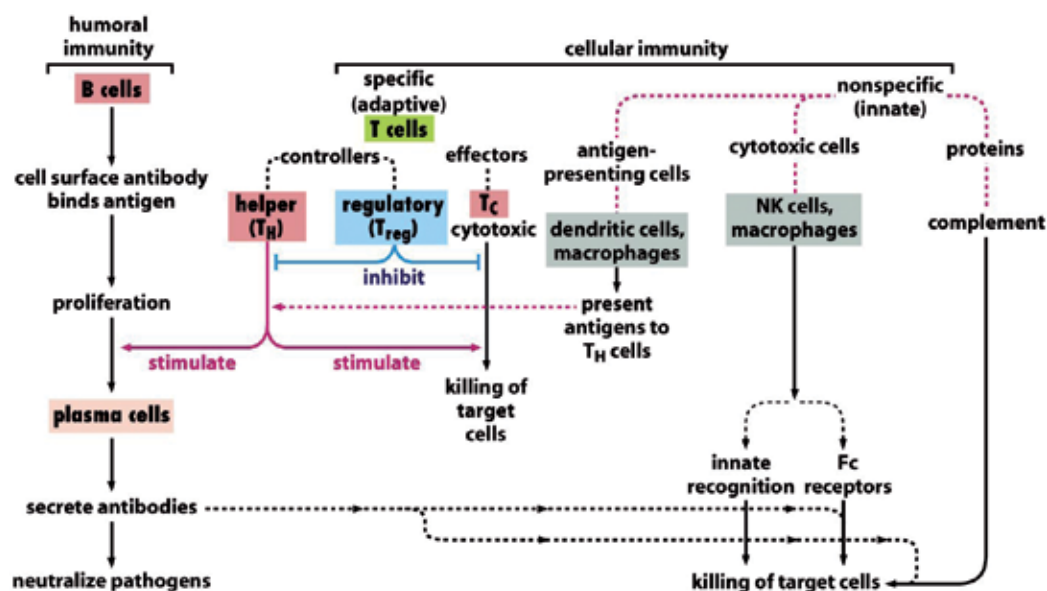 humoral
immunity
B cells
cell surface antibody
binds antigen
proliferation
plasma cells
secrete antibodies
neutralize pathogens
cellular immunity
specific
(adaptive)
T cells
controllers
effectors
helper
(TH)
regulatory
(Treg)
TC
cytotoxic
inhibit
stimulate
stimulate
killing of
target
cells
nonspecific
(innate)
antigen-
presenting cells
dendritic cells,
macrophages
present
antigens to
TH cells
cytotoxic cells
NK cells,
macrophages
innate
recognition
Fc
receptors
proteins
complement
killing of target cells